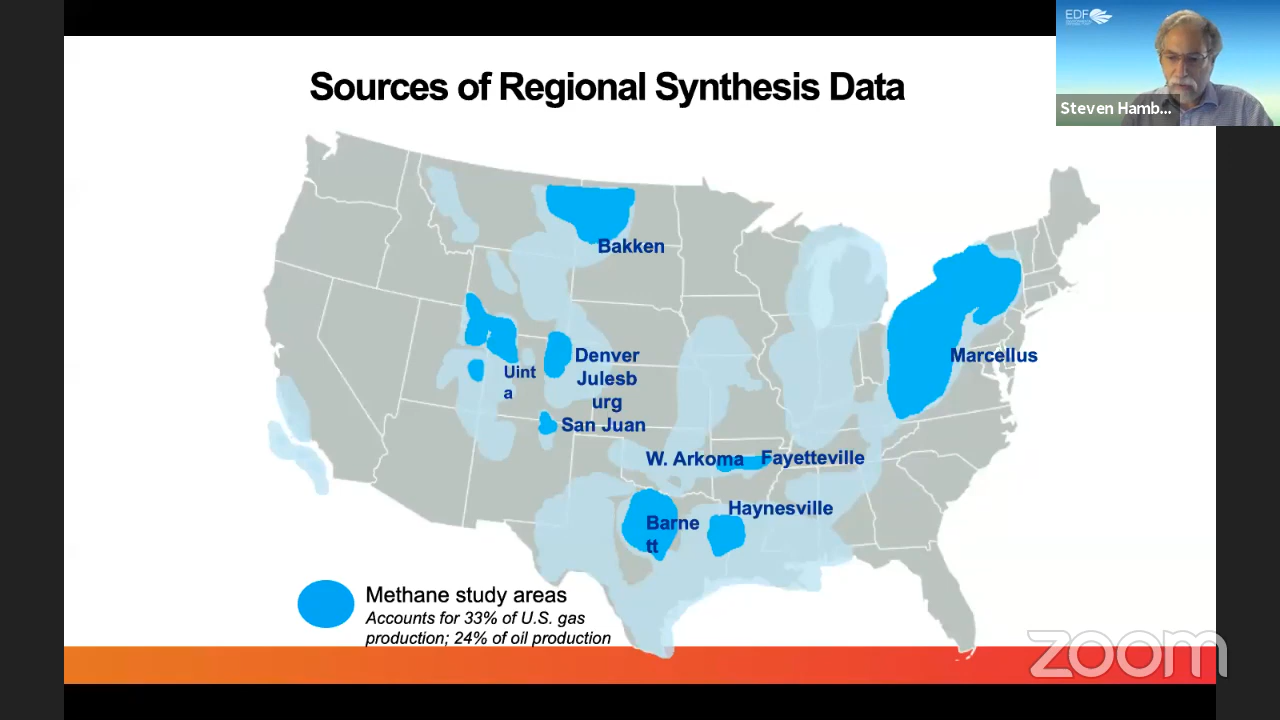 EDF
Steven Hamb...
Sources of Regional Synthesis Data
Bakken
Marcellus
Denver
Julesb
urg
Uint
a
San Juan
W. Arkoma
Fayetteville
Haynesville
Barne
tt
Methane study areas
Accounts for 33% of U.S. gas
production; 24% of oil production
zoom